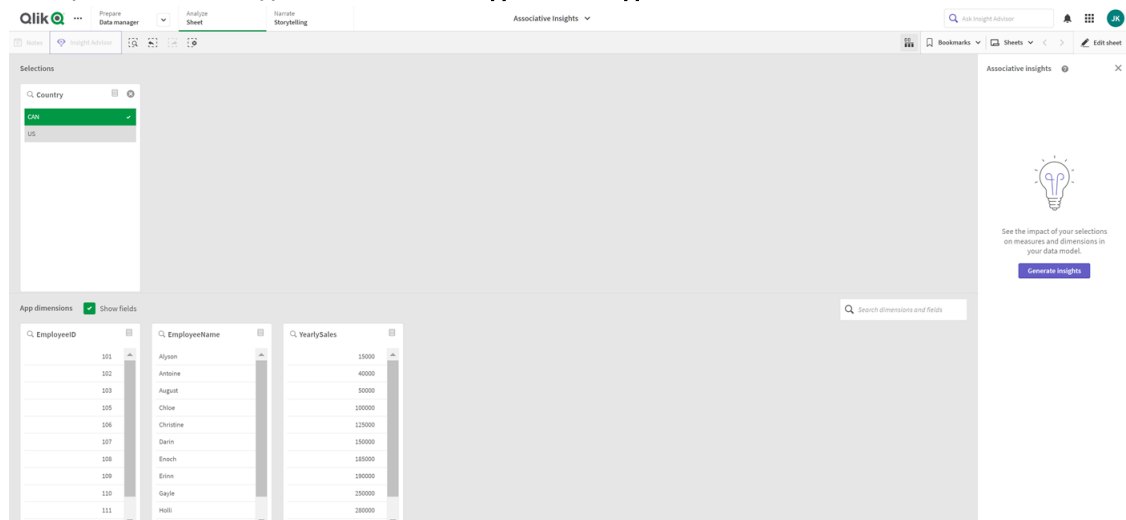 Qlik
Prepare
Data manager
Analyze
Sheet
Narrate
Storytelling
Associative Insights
Ask Insight Advisor
JK
Notes
Insight Advisor
Bookmarks
Sheets
Edit sheet
Selections
Country
CAN
US
Associative insights
See the impact of your selections
on measures and dimensions in
your data model.
Generate insights
App dimensions
Show fields
Search dimensions and fields
EmployeeID
EmployeeName
YearlySales
101 Alyson 15000
102 Antoine 40000
103 August 50000
105 Chloe 100000
106 Christine 125000
107 Darin 150000
108 Enoch 185000
109 Erinn 190000
110 Gayle 250000
111 Holli 280000